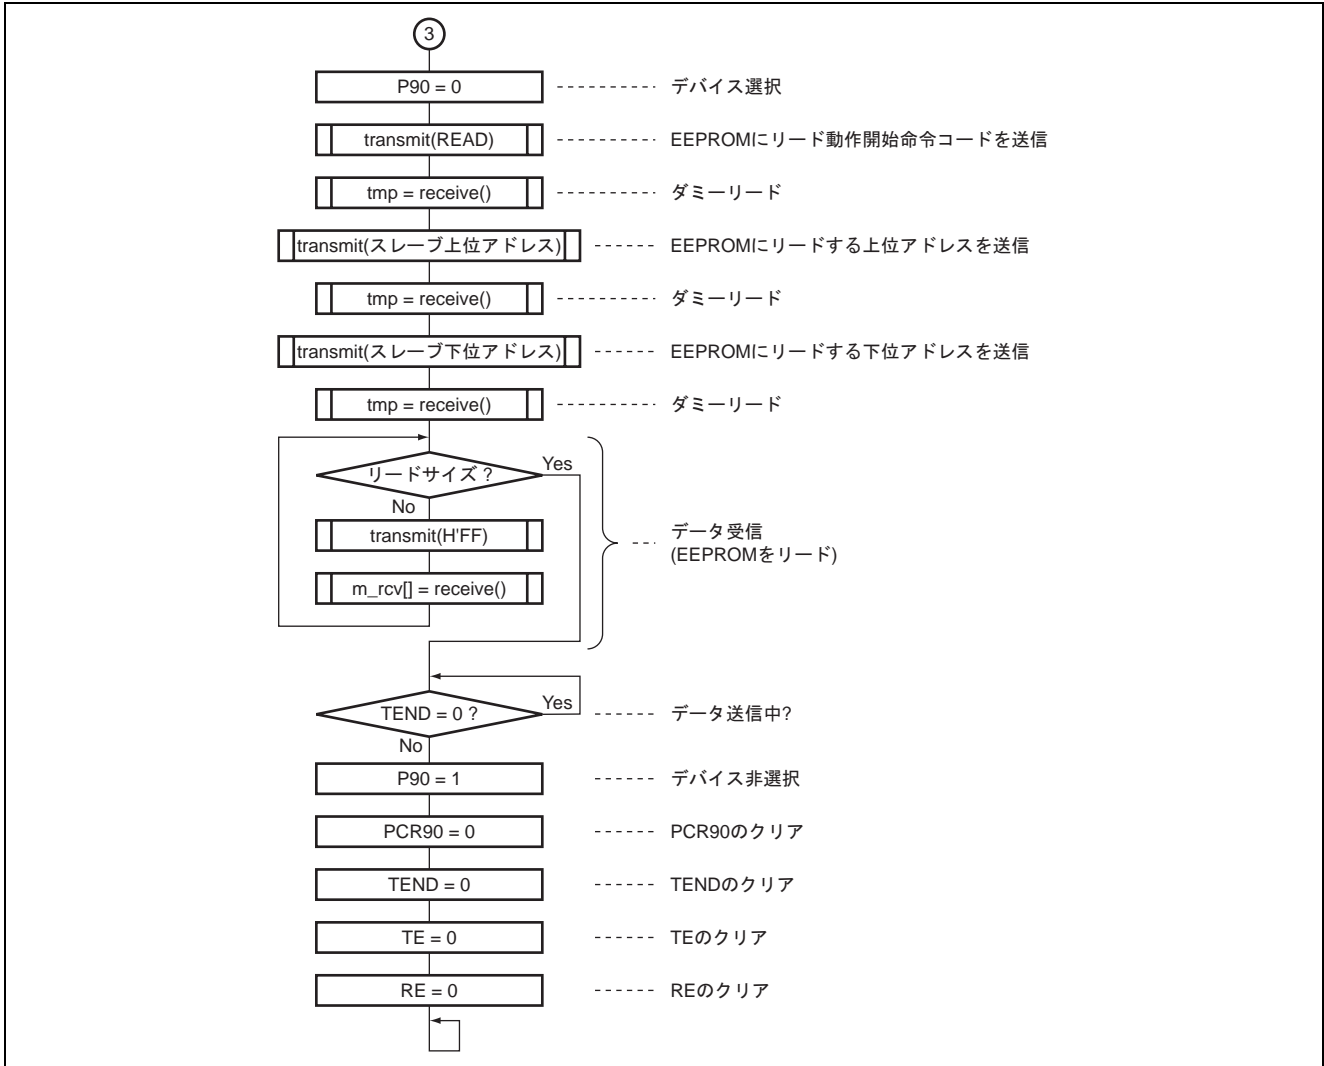 3
P90 = 0
デバイス選択
transmit(READ)
EEPROMにリード動作開始命令コードを送信
tmp = receive()
ダミーリード
transmit(スレーブ上位アドレス)
EEPROMにリードする上位アドレスを送信
tmp = receive()
ダミーリード
transmit(スレーブ下位アドレス)
EEPROMにリードする下位アドレスを送信
tmp = receive()
ダミーリード
リードサイズ ?
Yes
No
transmit(H'FF)
データ受信
(EEPROMをリード)
m_rcv[] = receive()
TEND = 0 ?
Yes
データ送信中?
No
P90 = 1
デバイス非選択
PCR90 = 0
PCR90のクリア
TEND = 0
TENDのクリア
TE = 0
TEのクリア
RE = 0
REのクリア